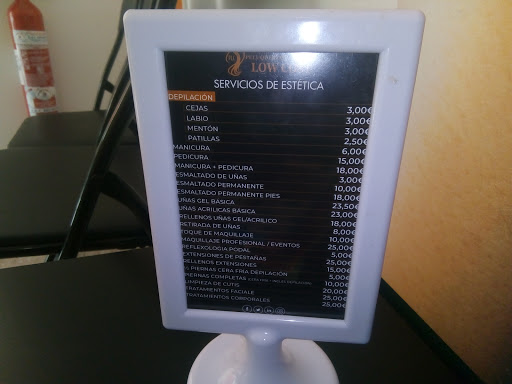 LOW
SERVICIOS DE ESTÉTICA
DEPILACIÓN
CEJAS 3,00€
LABIO 3,00€
MENTÓN 3,00€
PATILLAS 2,50€
MANICURA 6,00€
PEDICURA 15,00€
MANICURA + PEDICURA 18,00€
ESMALTADO DE UÑAS 3,00€
ESMALTADO PERMANENTE 10,00€
ESMALTADO PERMANENTE PIES 18,00€
UÑAS GEL BÁSICA 23,50€
UÑAS ACRILICAS BÁSICA 23,00€
RELLENOS UÑAS GEL/ACRILICO 18,00€
RETIRADA DE UÑAS 8,00€
TOQUE DE MAQUILLAJE 10,00€
MAQUILLAJE PROFESIONAL / EVENTOS 25,00€
REFLEXOLOGIA PODAL 5,00€
EXTENSIONES DE PESTAÑAS 25,00€
RELLENOS EXTENSIONES 15,00€
PIERNAS CERA FRIA DEPILACIÓN 5,00€
PIERNAS COMPLETAS 10,00€
LIMPIEZA DE CUTIS 20,00€
TRATAMIENTOS FACIALE 25,00€
TRATAMIENTOS CORPORALES 25,00€